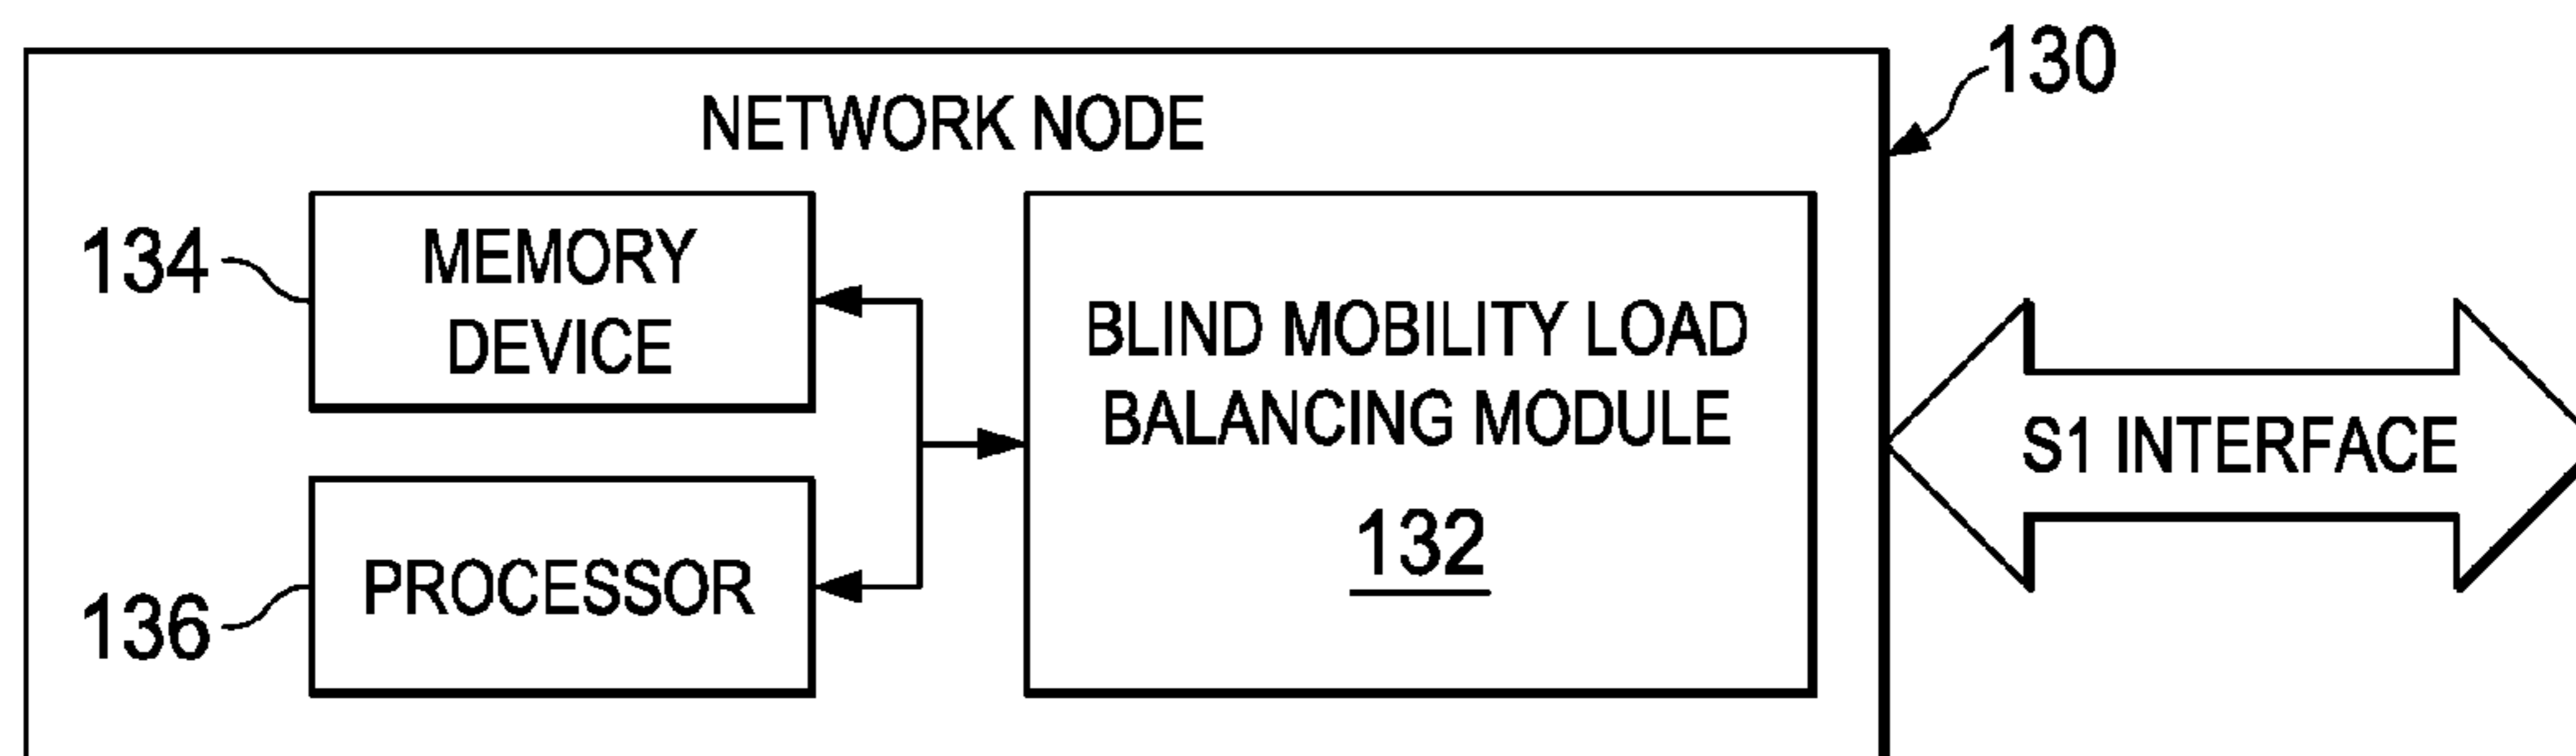 130
NETWORK NODE
134
MEMORY
DEVICE
BLIND MOBILITY LOAD
BALANCING MODULE
132
S1 INTERFACE
136
PROCESSOR